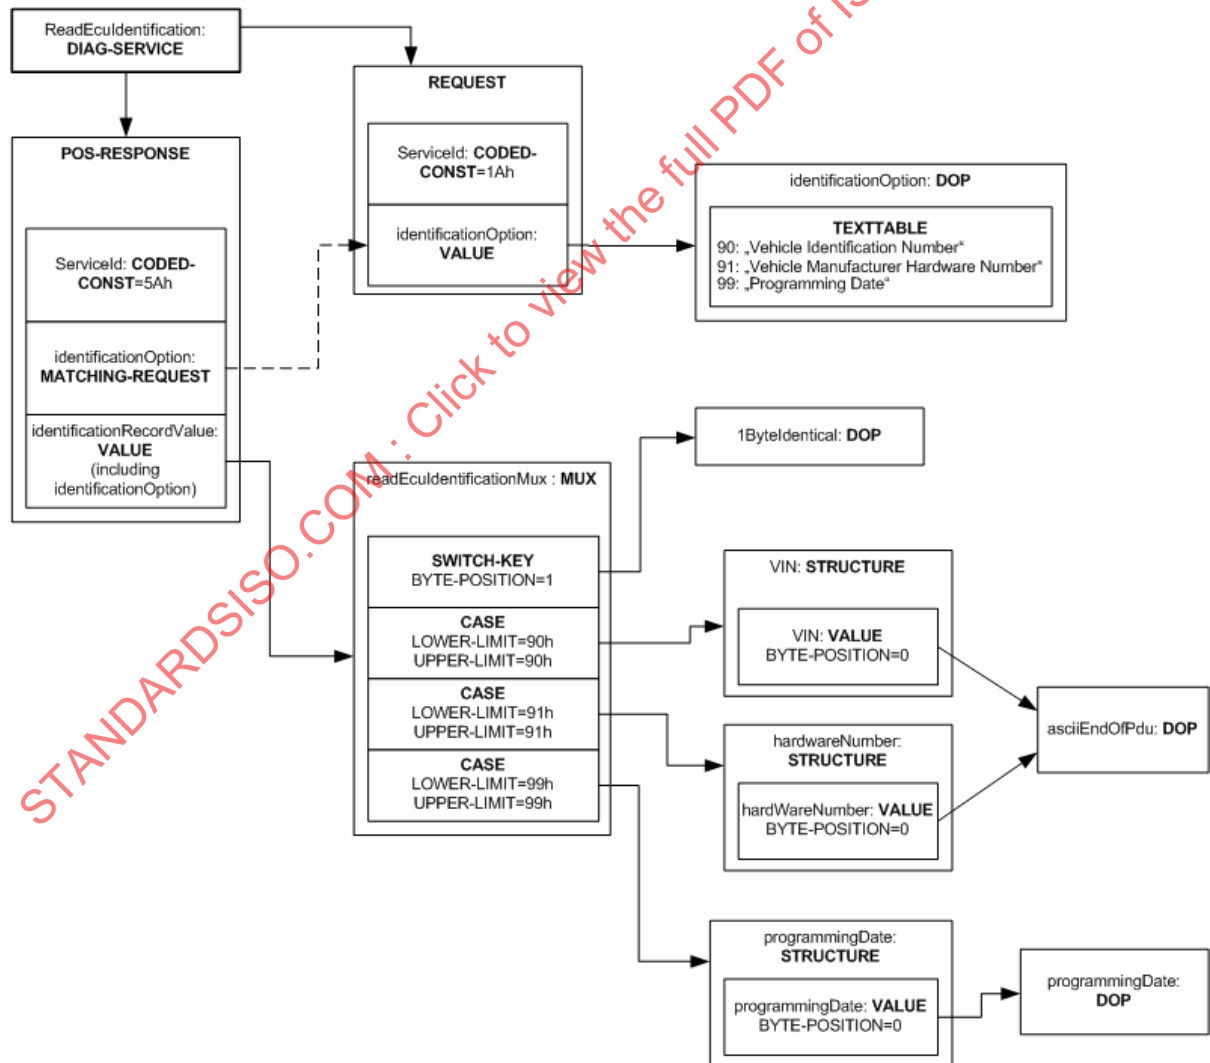 ReadEcuIdentification:
DIAG-SERVICE
REQUEST
ServiceId: CODED-
CONST=1Ah
identificationOption:
VALUE
identificationOption: DOP
TEXTTABLE
90: „Vehicle Identification Number“
91: „Vehicle Manufacturer Hardware Number“
99: „Programming Date“
POS-RESPONSE
ServiceId: CODED-
CONST=5Ah
identificationOption:
MATCHING-REQUEST
identificationRecordValue:
VALUE
(including
identificationOption)
readEcuIdentificationMux : MUX
SWITCH-KEY
BYTE-POSITION=1
CASE
LOWER-LIMIT=90h
UPPER-LIMIT=90h
CASE
LOWER-LIMIT=91h
UPPER-LIMIT=91h
CASE
LOWER-LIMIT=99h
UPPER-LIMIT=99h
1ByteIdentical: DOP
VIN: STRUCTURE
VIN: VALUE
BYTE-POSITION=0
hardwareNumber:
STRUCTURE
hardWareNumber: VALUE
BYTE-POSITION=0
asciiEndOfPdu: DOP
programmingDate:
STRUCTURE
programmingDate: VALUE
BYTE-POSITION=0
programmingDate:
DOP
STANDARDSISO.COM : Click to view the full PDF of